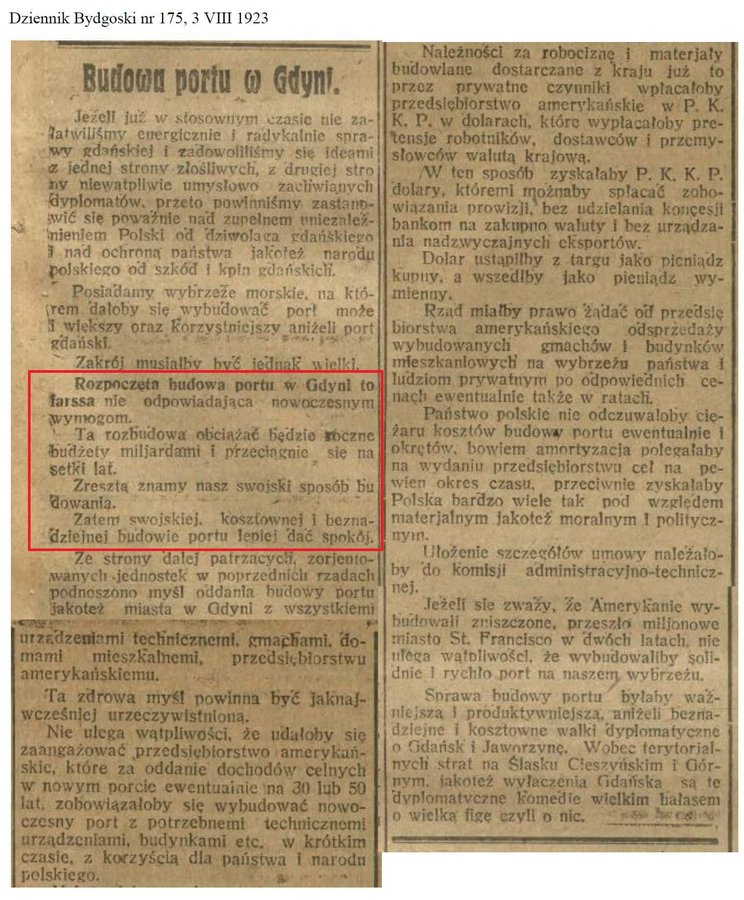 Dziennik Bydgoski nr 175, 3 VIII 1923
Budowa portu w Gdyni.
Jeżeli już w stosownym czasie nie za-
łatwiliśmy energicznie i radykalnie spra-
wy gdańskiej i zadowoliliśmy się ideami
z jednej strony złośliwych, z drugiej stro
ny niewątpliwie umysłowo zachwianych
dyplomatów, przeto powinniśmy zastano-
wić się poważnie nad zupełnem uniezależ-
nieniem Polski od dziwoląga gdańskiego
i nad ochroną państwa jakoteż narodu
polskiego od szkód i kpin gdańskich.
Posiadamy wybrzeże morskie, na któ-
rem dałoby się wybudować port może
i większy oraz korzystniejszy aniżeli port
gdański.
Zakrój musiałby być jednak wielki.
Rozpoczęta budowa portu w Gdyni to
farssa nie odpowiadająca nowoczesnym
wymogom.
Ta rozbudowa obciążać będzie roczne
budżety miljardami i przeciągnie się na
setki lat.
Zresztą znamy nasz swojski sposób bu
dowania.
Zatem swojskiej, kosztownej i bezna-
dziejnej budowie portu lepiej dać spokój.
Ze strony dalej patrzących, zorjento-
wanych jednostek w poprzednich rządach
podnoszono myśl oddania budowy portu
jakoteż miasta w Gdyni z wszystkiemi
urządzeniami technicznemi, gmachami, do-
mami mieszkalnemi, przedsiębiorstwu
amerykańskiemu.
Ta zdrowa myśl powinna być jaknaj-
wcześniej urzeczywistniona.
Nie ulega wątpliwości, że udałoby się
zaangażować przedsiębiorstwo amerykań-
skie, które za oddanie dochodów celnych
w nowym porcie ewentualnie na 30 lub 50
lat, zobowiązałoby się wybudować nowo-
czesny port z potrzebnemi technicznemi
urządzeniami, budynkami etc. w krótkim
czasie, z korzyścią dla państwa i narodu
polskiego.
Należności za robociznę i materjały
budowlane dostarczane z kraju już to
przez prywatne czynniki wpłacałoby
przedsiębiorstwo amerykańskie w P. K.
K. P. w dolarach, które wypłacałoby pre-
tensje robotników, dostawców i przemy-
słowców walutą krajową.
W ten sposób zyskałaby P. K. K. P.
dolary, któremi możnaby spłacać zobo-
wiązania prowizji, bez udzielania koncesji
bankom na zakupno waluty i bez urządza-
nia nadzwyczajnych eksportów.
Dolar ustąpiłby z targu jako pieniądz
kupny, a wszedłby jako pieniądz wy-
mienny.
Rząd miałby prawo żądać od przedsię
biorstwa amerykańskiego odsprzedaży
wybudowanych gmachów i budynków
mieszkaniowych na wybrzeżu państwa i
ludziom prywatnym po odpowiednich ce-
nach ewentualnie także w ratach.
Państwo polskie nie odczuwałoby cię-
żaru kosztów budowy portu ewentualnie i
okrętów, bowiem amortyzacja polegałaby
na wydaniu przedsiębiorstwu ceł na pe-
wien okres czasu, przeciwnie zyskałaby
Polska bardzo wiele tak pod względem
materjalnym jakoteż moralnym i politycz-
nym.
Ułożenie szczegółów umowy należało-
by do komisji administracyjno-technicz-
nej.
Jeżeli sie zważy, że Amerykanie wy-
budowali zniszczone, przeszło miljonowe
miasto St. Francisco w dwóch latach, nie
ulega wątpliwości, że wybudowaliby soli-
dnie i rychło port na naszem wybrzeżu.
Sprawa budowy portu byłaby waż-
niejszą i produktywniejszą, aniżeli bezna-
dziejne i kosztowne walki dyplomatyczne
o Gdańsk i Jaworzynę. Wobec terytorial-
nych strat na Śląsku Cieszyńskim i Gór-
nym, jakoteż wyłączenia Gdańska są te
dyplomatyczne komedie wielkim hałasem
o wielką figę czyli o nic.